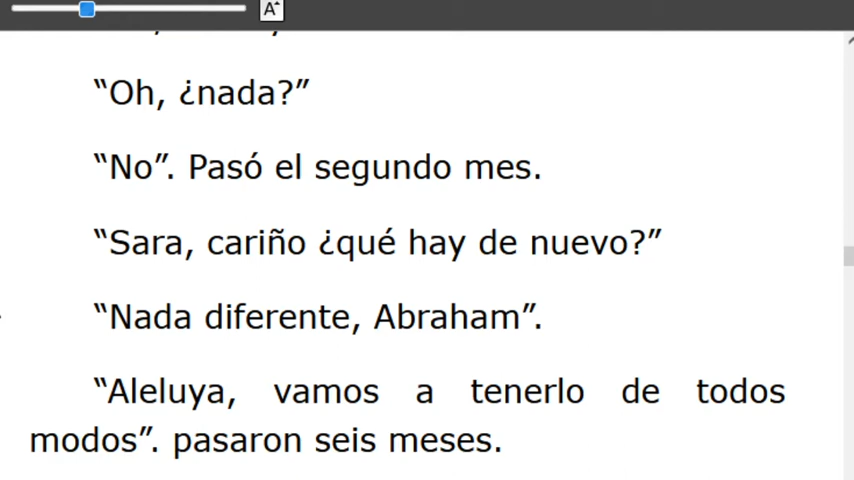 A
“Oh, ¿nada?”
“No”. Pasó el segundo mes.
“Sara, cariño ¿qué hay de nuevo?”
“Nada diferente, Abraham”.
“Aleluya, vamos a tenerlo de todos
modos”. pasaron seis meses.